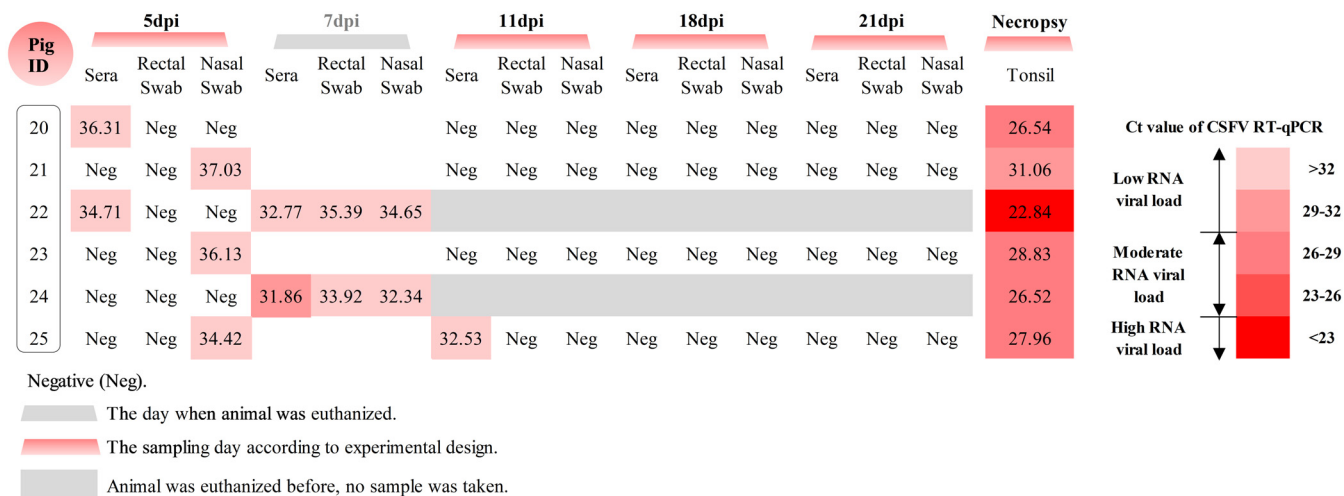 Pig ID 5dpi 7dpi 11dpi 18dpi 21dpi Necropsy
Sera Rectal Swab Nasal Swab Sera Rectal Swab Nasal Swab Sera Rectal Swab Nasal Swab Sera Rectal Swab Nasal Swab Sera Rectal Swab Nasal Swab Tonsil
20 36.31 Neg Neg Neg Neg Neg Neg Neg Neg Neg Neg Neg 26.54
21 Neg Neg 37.03 Neg Neg Neg Neg Neg Neg Neg Neg Neg 31.06
22 34.71 Neg Neg 32.77 35.39 34.65 22.84
23 Neg Neg 36.13 Neg Neg Neg Neg Neg Neg Neg Neg Neg 28.83
24 Neg Neg Neg 31.86 33.92 32.34 26.52
25 Neg Neg 34.42 32.53 Neg Neg Neg Neg Neg Neg Neg Neg 27.96
Ct value of CSFV RT-qPCR
Low RNA
viral load
>32
29-32
Moderate
RNA viral
load
26-29
23-26
High RNA
viral load
<23
Negative (Neg).
The day when animal was euthanized.
The sampling day according to experimental design.
Animal was euthanized before, no sample was taken.